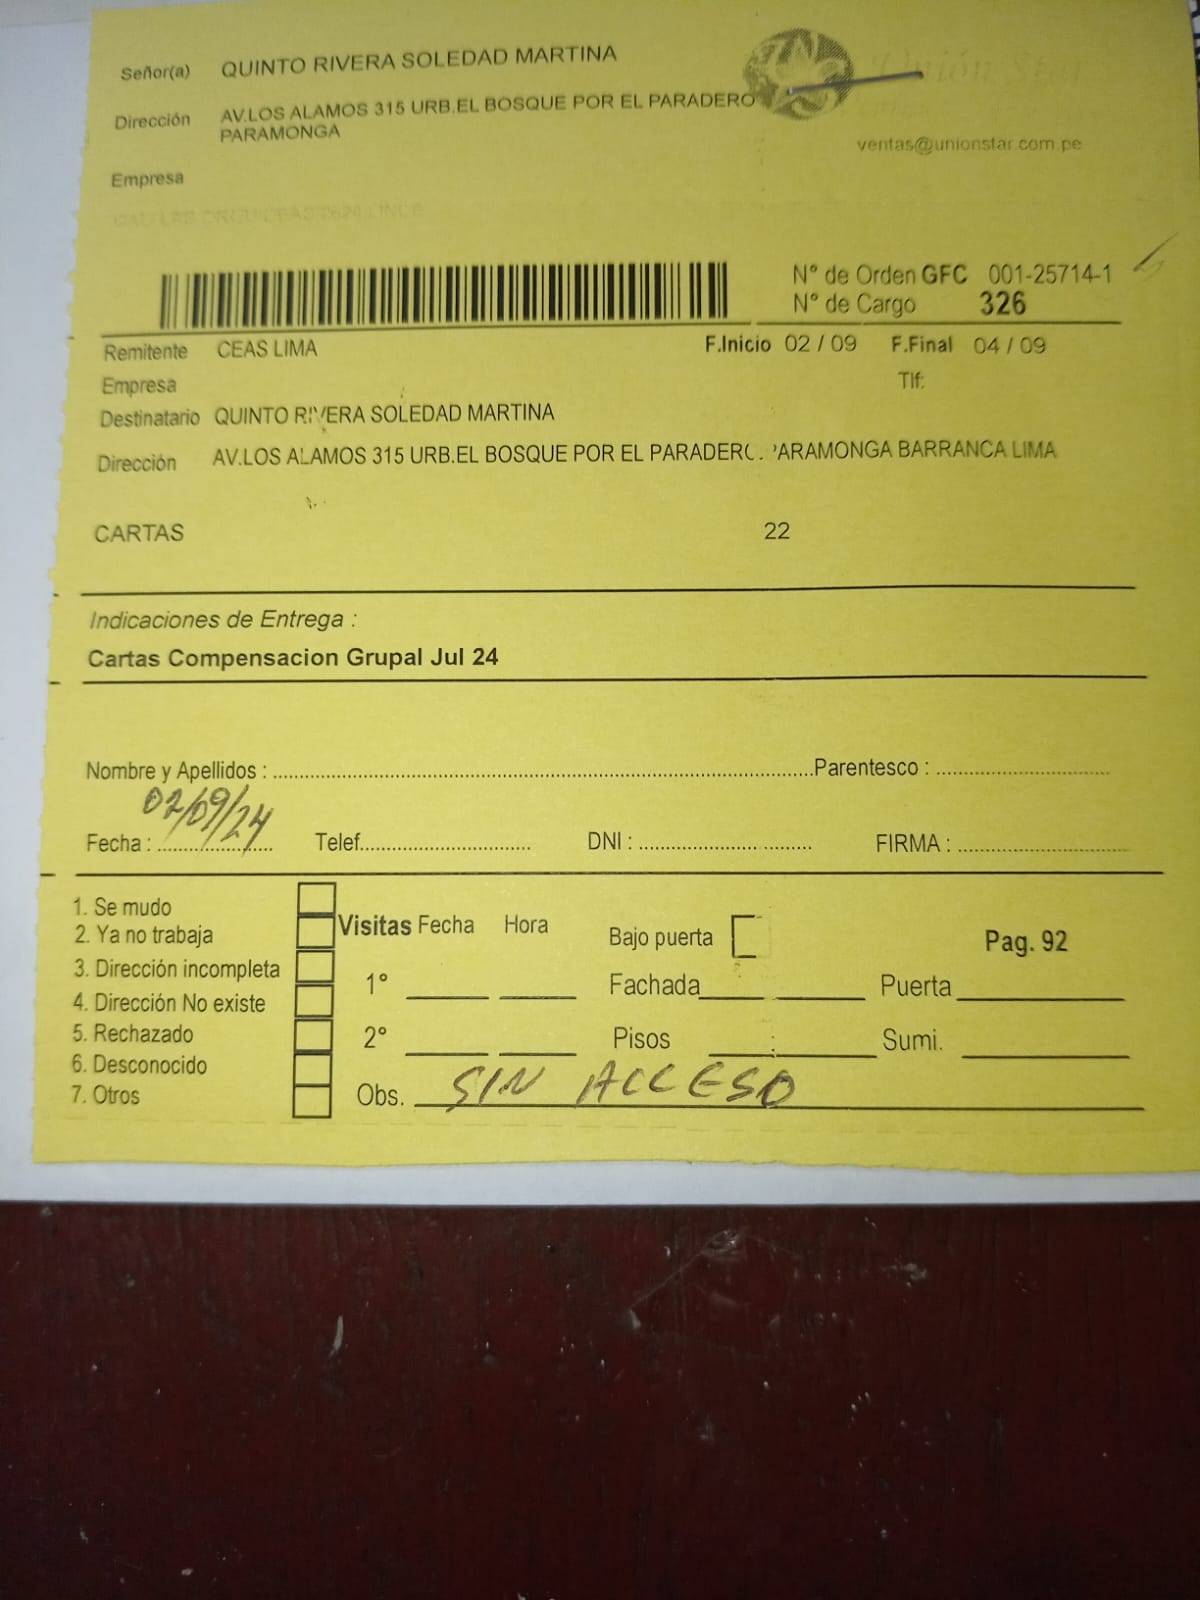 Señor(a) QUINTO RIVERA SOLEDAD MARTINA
Dirección AV.LOS ALAMOS 315 URB.EL BOSQUE POR EL PARADERO
PARAMONGA
Unión Star
ventas@unionstar.com.pe
Empresa
N° de Orden GFC 001-25714-1
N° de Cargo 326
Remitente CEAS LIMA F.Inicio 02 / 09 F.Final 04 / 09
Empresa Tlf:
Destinatario QUINTO RIVERA SOLEDAD MARTINA
Dirección AV.LOS ALAMOS 315 URB.EL BOSQUE POR EL PARADERO. PARAMONGA BARRANCA LIMA
CARTAS 22
Indicaciones de Entrega :
Cartas Compensacion Grupal Jul 24
Nombre y Apellidos : Parentesco :
Fecha : 02/09/24 Telef. DNI : FIRMA :
1. Se mudo
2. Ya no trabaja
3. Dirección incompleta
4. Dirección No existe
5. Rechazado
6. Desconocido
7. Otros
Visitas Fecha Hora Bajo puerta Pag. 92
1° Fachada Puerta
2° Pisos Sumi.
Obs. SIN ACCESO